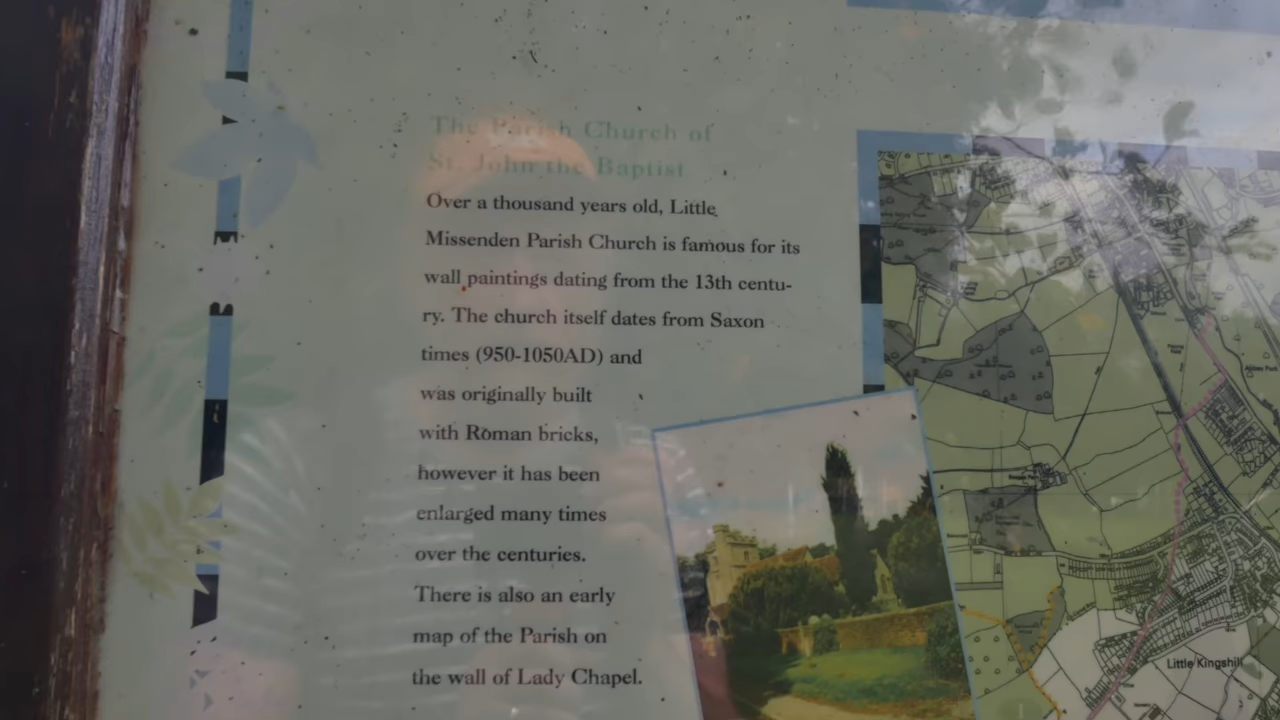 The Parish Church of
St. John the Baptist
Over a thousand years old, Little
Missenden Parish Church is famous for its
wall paintings dating from the 13th centu-
ry. The church itself dates from Saxon
times (950-1050AD) and
was originally built
with Roman bricks,
however it has been
enlarged many times
over the centuries.
There is also an early
map of the Parish on
the wall of Lady Chapel.
Abbey Park
Little Kingshill